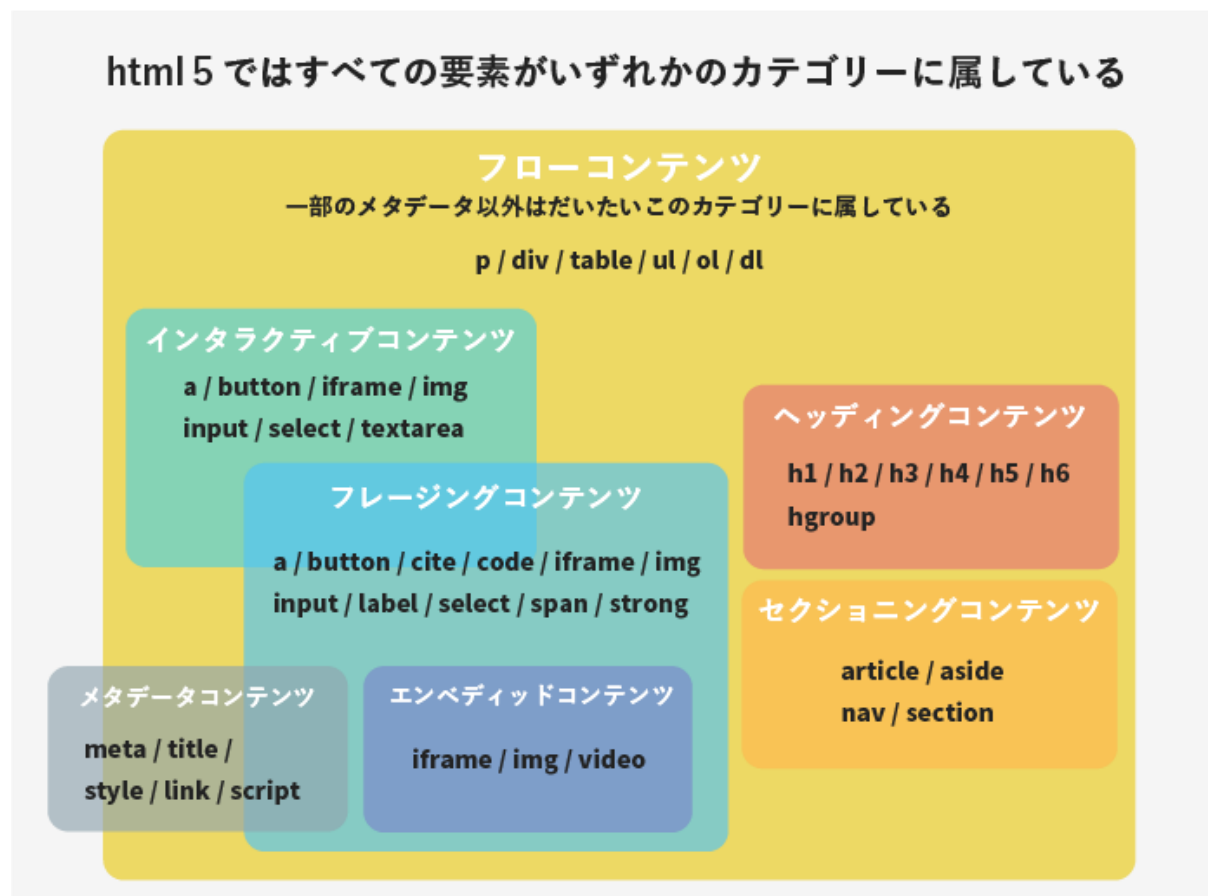 html 5 ではすべての要素がいずれかのカテゴリーに属している
フローコンテンツ
一部のメタデータ以外はだいたいこのカテゴリーに属している
p / div / table / ul / ol / dl
インタラクティブコンテンツ
a / button / iframe / img
input / select / textarea
ヘッディングコンテンツ
h1 / h2 / h3 / h4 / h5 / h6
hgroup
フレージングコンテンツ
a / button / cite / code / iframe / img
input / label / select / span / strong
セクショニングコンテンツ
article / aside
nav / section
メタデータコンテンツ
meta / title /
style / link / script
エンベディッドコンテンツ
iframe / img / video